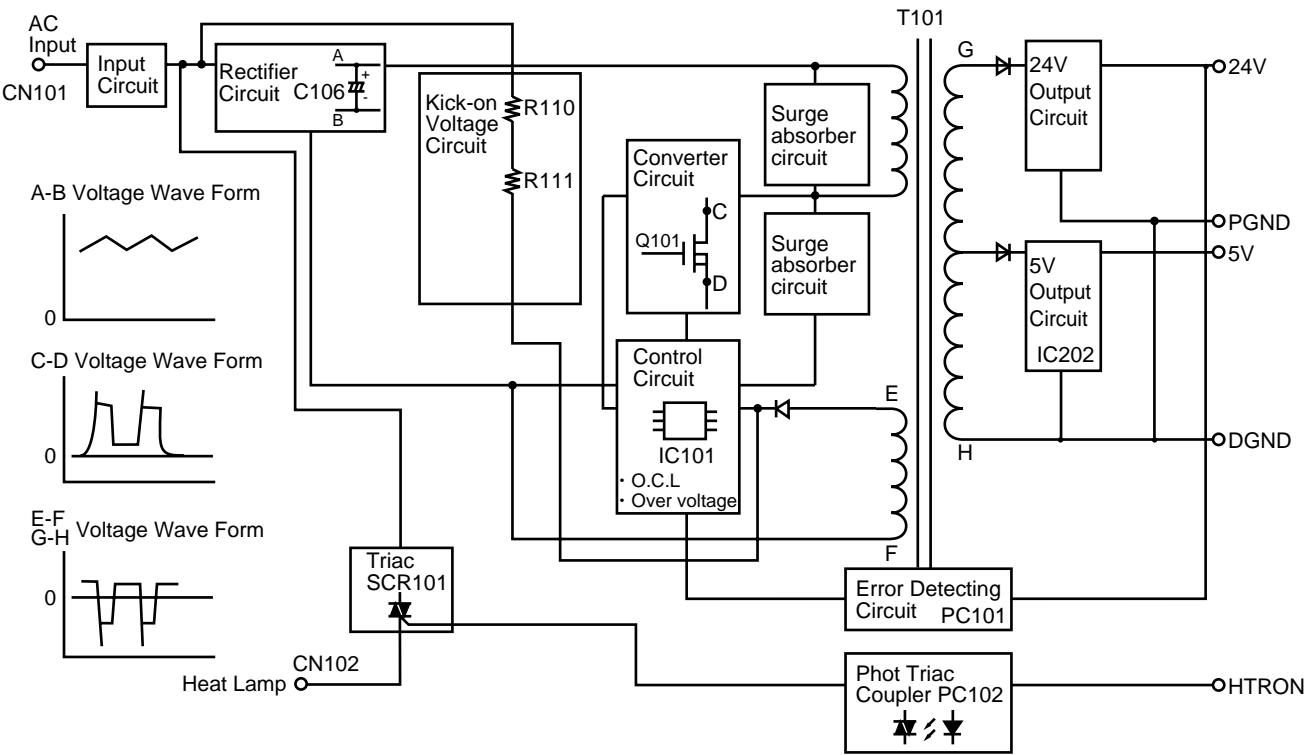 AC
Input
CN101
Input
Circuit
Rectifier
Circuit
C106
A
+
-
B
Kick-on
Voltage
Circuit
R110
R111
Converter
Circuit
C
Q101
D
Surge
absorber
circuit
Surge
absorber
circuit
T101
G
24V
Output
Circuit
24V
PGND
5V
5V
Output
Circuit
IC202
DGND
H
Control
Circuit
IC101
· O.C.L
· Over voltage
E
F
A-B Voltage Wave Form
0
C-D Voltage Wave Form
0
E-F
G-H Voltage Wave Form
0
Triac
SCR101
CN102
Heat Lamp
Error Detecting
Circuit PC101
Phot Triac
Coupler PC102
HTRON